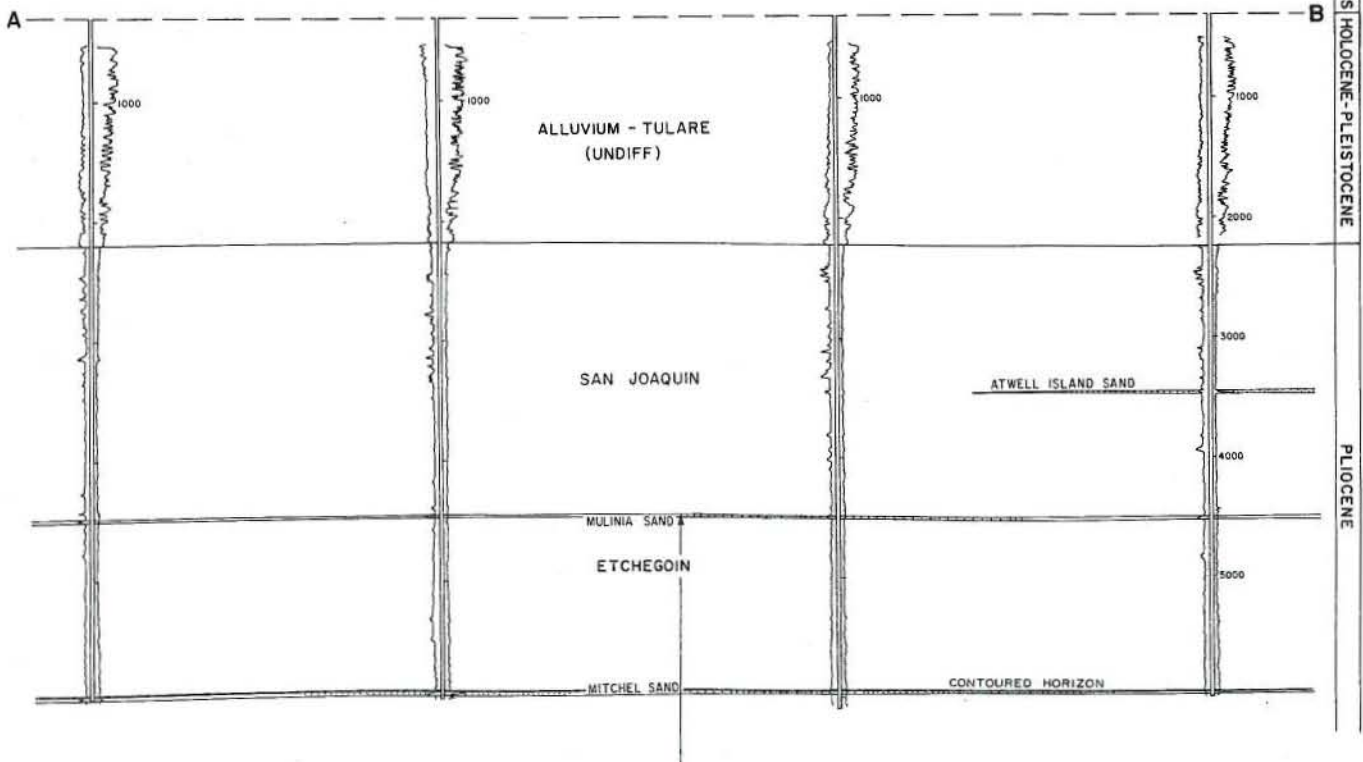 A
B
S
HOLOCENE-PLEISTOCENE
1000
1000
1000
1000
ALLUVIUM - TULARE
(UNDIFF)
2000
3000
SAN JOAQUIN
ATWELL ISLAND SAND
4000
PLIOCENE
MULINIA SAND
ETCHEGOIN
5000
MITCHEL SAND
CONTOURED HORIZON